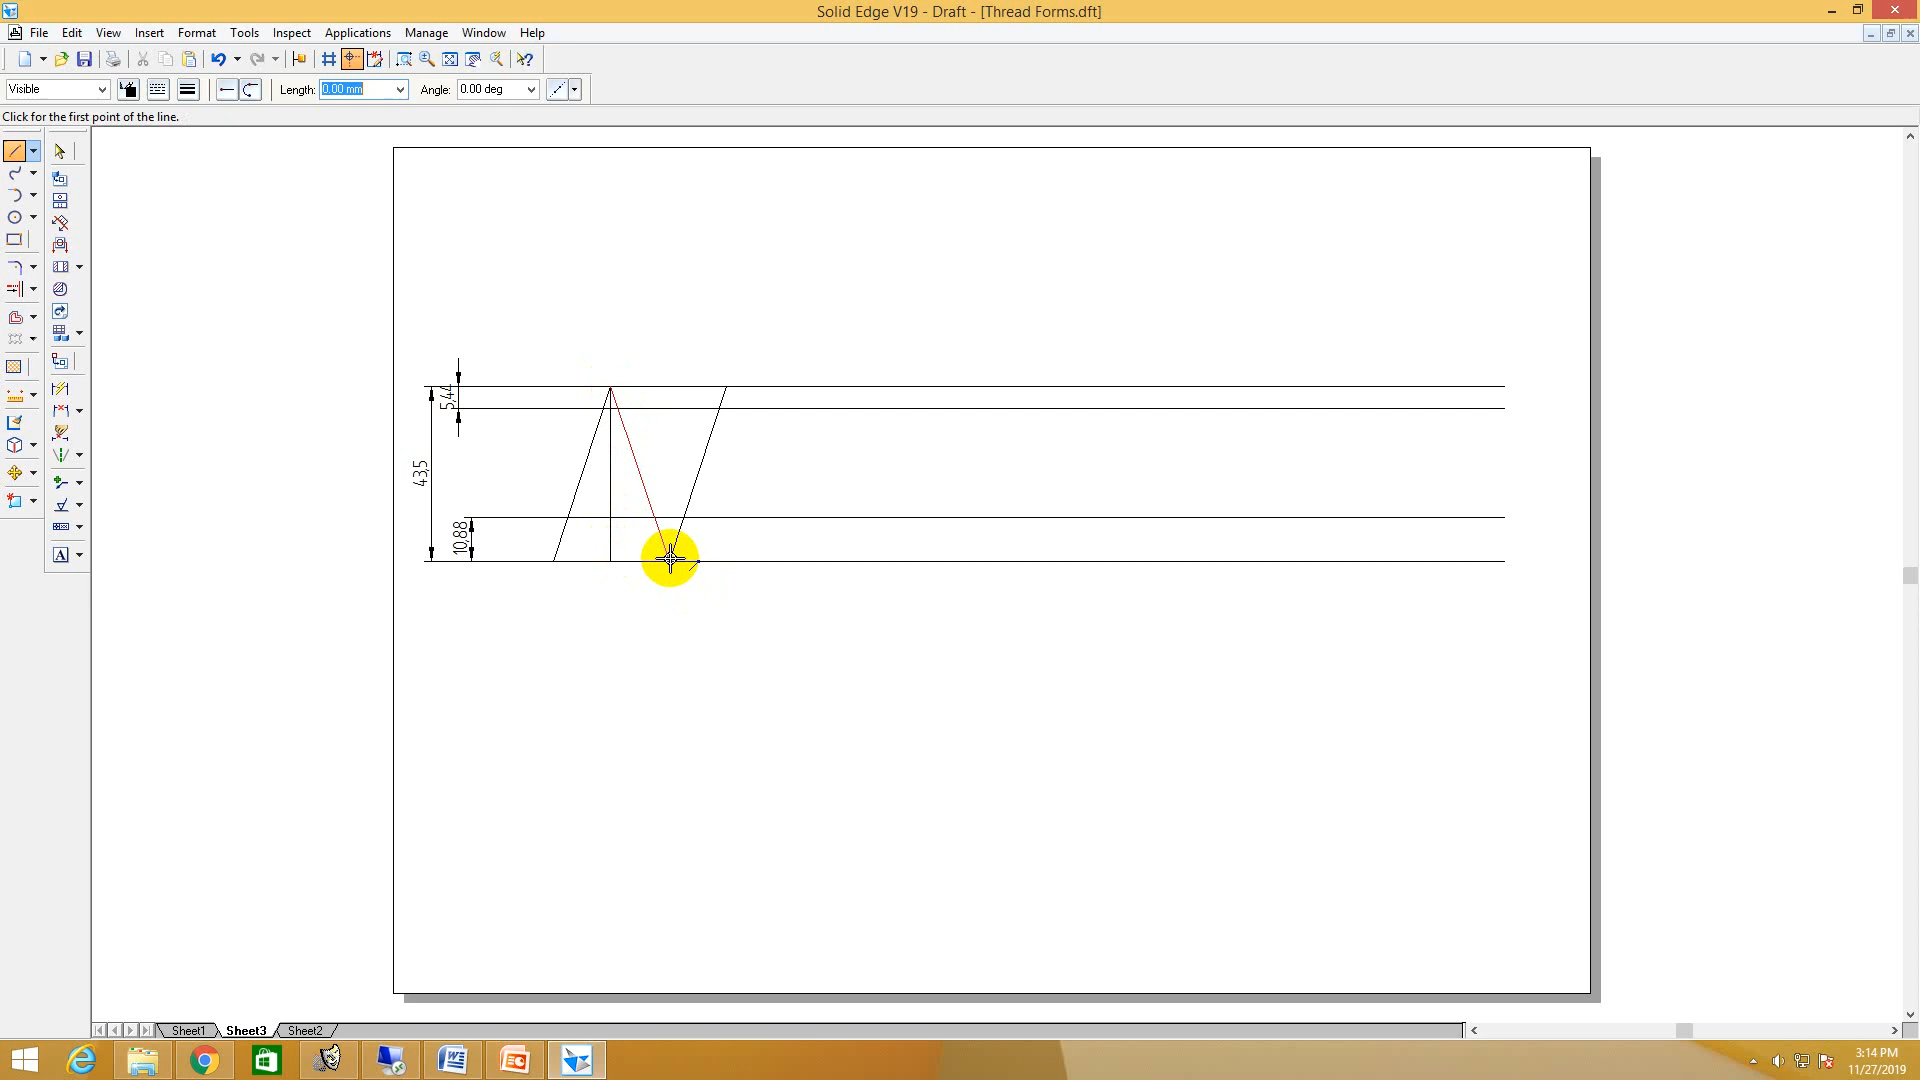 Solid Edge V19 - Draft - [Thread Forms.dft]
File Edit View Insert Format Tools Inspect Applications Manage Window Help
Visible Length: 0.00 mm Angle: 0.00 deg
Click for the first point of the line.
5,44
43,5
10,88
A
Sheet1 Sheet3 Sheet2
3:14 PM
11/27/2019